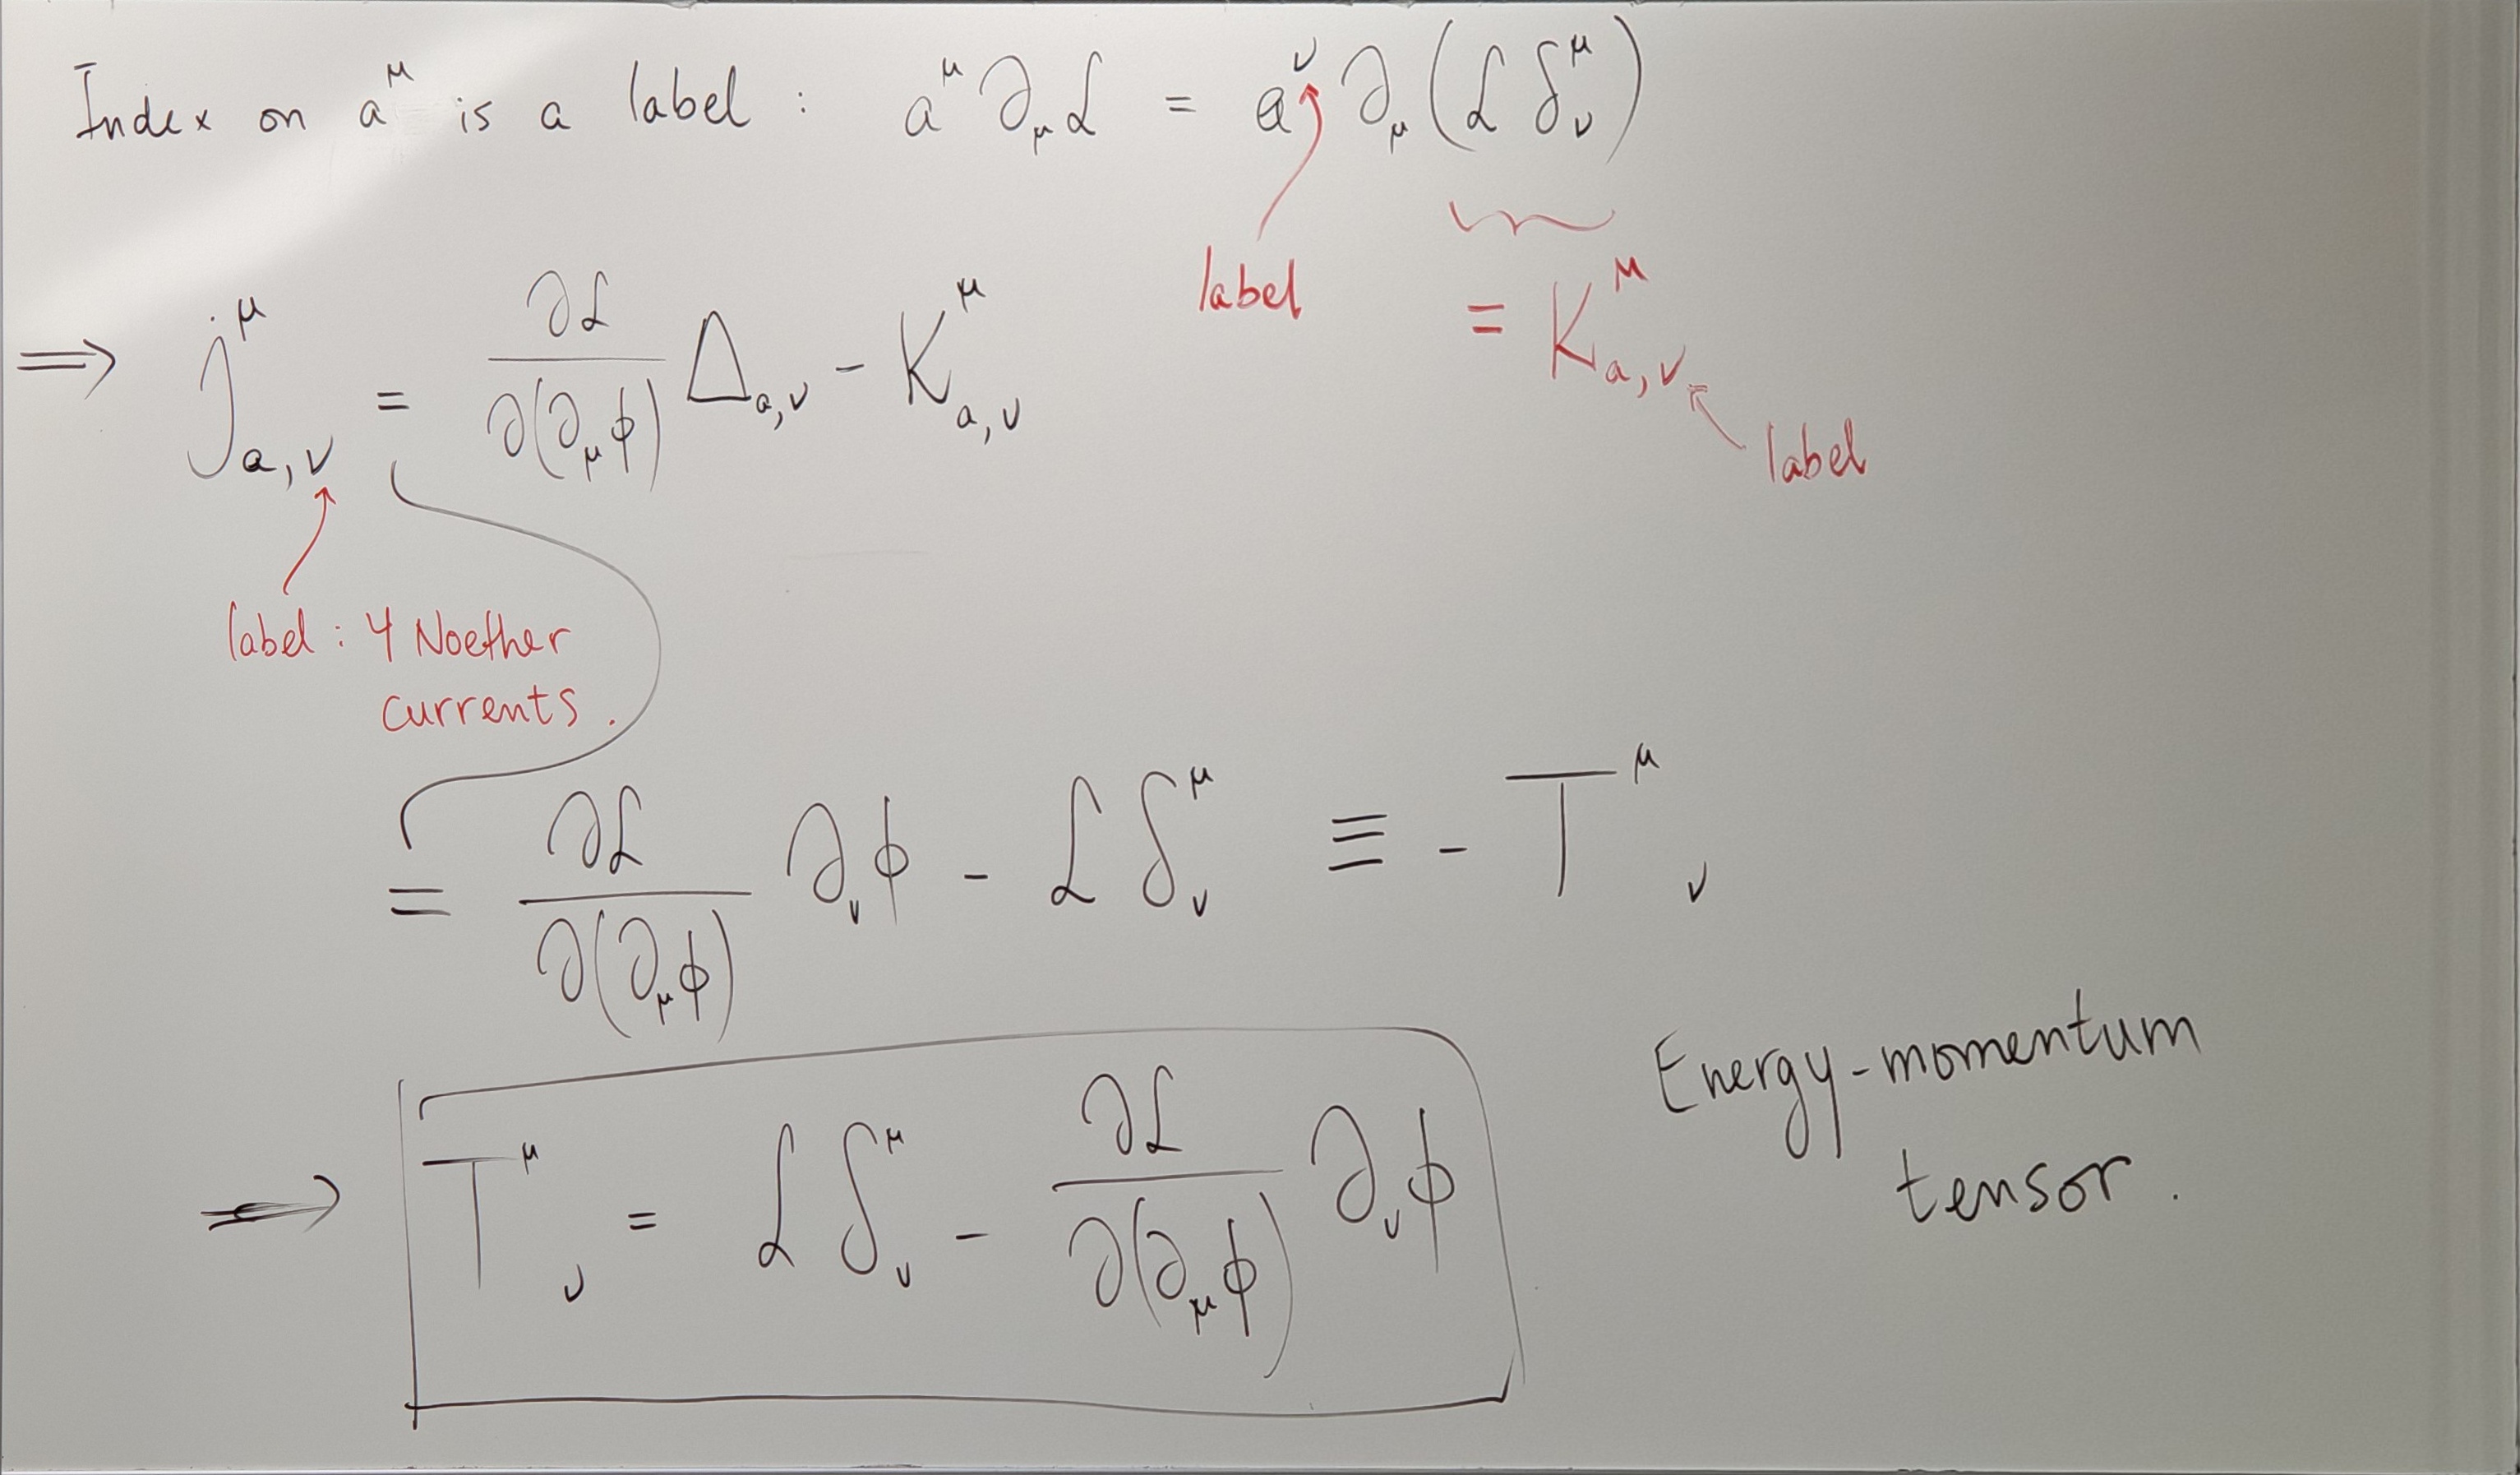 Index on a^μ is a label : a^μ ∂_μ ℒ = a^ν ∂_μ (ℒ δ^μ_ν)
label
= K^μ_{a,ν}
label
⟹ j^μ_{a,ν} = ∂ℒ/∂(∂_μ ϕ) Δ_{a,ν} - K^μ_{a,ν}
label : 4 Noether
currents.
= ∂ℒ/∂(∂_μ ϕ) ∂_ν ϕ - ℒ δ^μ_ν ≡ - T^μ_ν
⟹ T^μ_ν = ℒ δ^μ_ν - ∂ℒ/∂(∂_μ ϕ) ∂_ν ϕ
Energy-momentum
tensor.